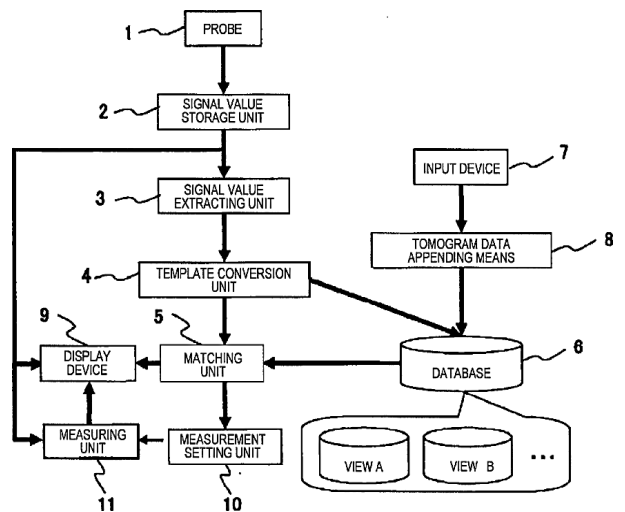 1
PROBE
2
SIGNAL VALUE
STORAGE UNIT
7
INPUT DEVICE
3
SIGNAL VALUE
EXTRACTING UNIT
8
TOMOGRAM DATA
APPENDING MEANS
4
TEMPLATE CONVERSION
UNIT
9
DISPLAY
DEVICE
5
MATCHING
UNIT
6
DATABASE
MEASURING
UNIT
11
MEASUREMENT
SETTING UNIT
10
VIEW A
VIEW B
...